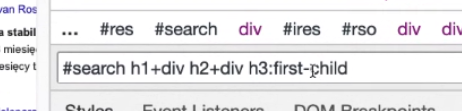 van Ros
... #res #search div #ires #rso div div
a stabil
miesię
#search h1+div h2+div h3:first-child
esięcy t
Styles Event Listeners DOM Breakpoints